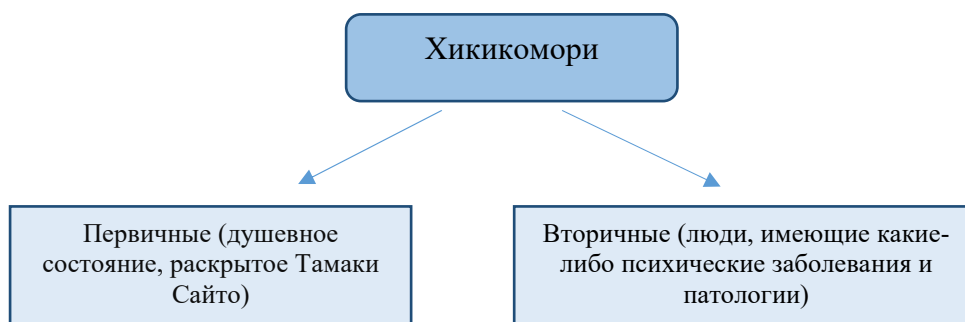 Хикикомори
Первичные (душевное
состояние, раскрытое Тамаки
Сайто)
Вторичные (люди, имеющие какие-
либо психические заболевания и
патологии)